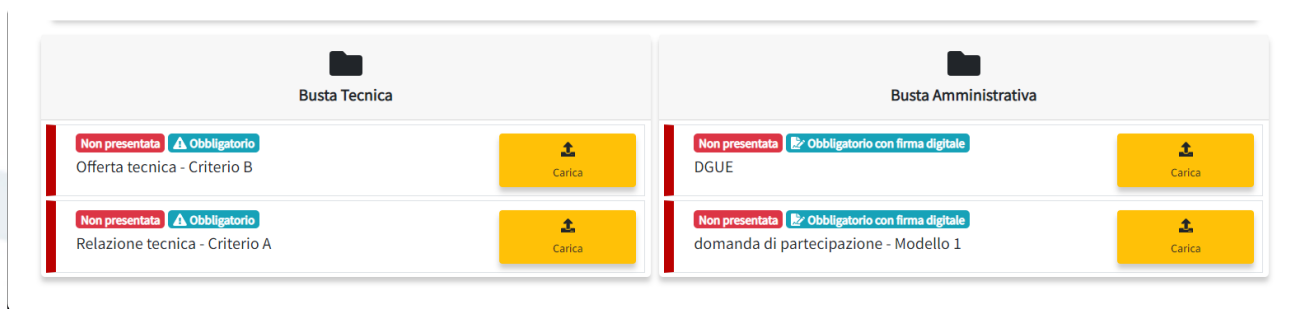 Busta Tecnica
Non presentata Obbligatorio
Offerta tecnica - Criterio B
Carica
Non presentata Obbligatorio
Relazione tecnica - Criterio A
Carica
Busta Amministrativa
Non presentata Obbligatorio con firma digitale
DGUE
Carica
Non presentata Obbligatorio con firma digitale
domanda di partecipazione - Modello 1
Carica